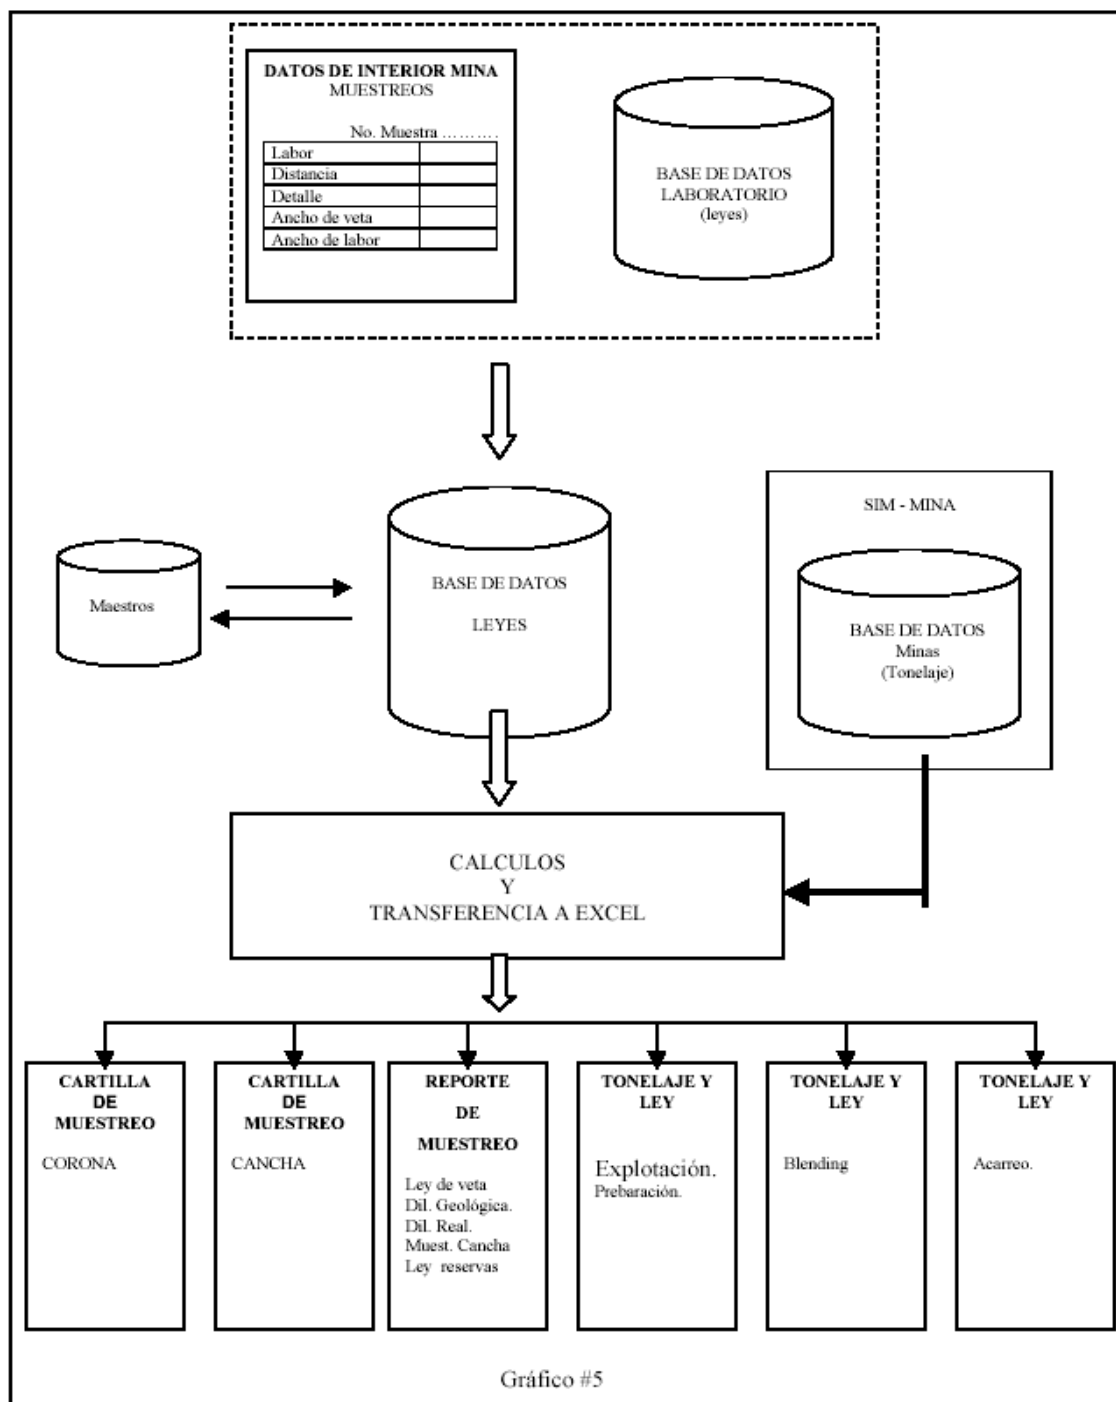 DATOS DE INTERIOR MINA
MUESTREOS
No. Muestra ……….
Labor
Distancia
Detalle
Ancho de veta
Ancho de labor
BASE DE DATOS
LABORATORIO
(leyes)
Maestros
BASE DE DATOS
LEYES
SIM - MINA
BASE DE DATOS
Minas
(Tonelaje)
CALCULOS
Y
TRANSFERENCIA A EXCEL
CARTILLA
DE
MUESTREO
CORONA
CARTILLA
DE
MUESTREO
CANCHA
REPORTE
DE
MUESTREO
Ley de veta
Dil. Geológica.
Dil. Real.
Muest. Cancha
Ley reservas
TONELAJE Y
LEY
Explotación.
Prebaración.
TONELAJE Y
LEY
Blending
TONELAJE Y
LEY
Acarreo.
Gráfico #5